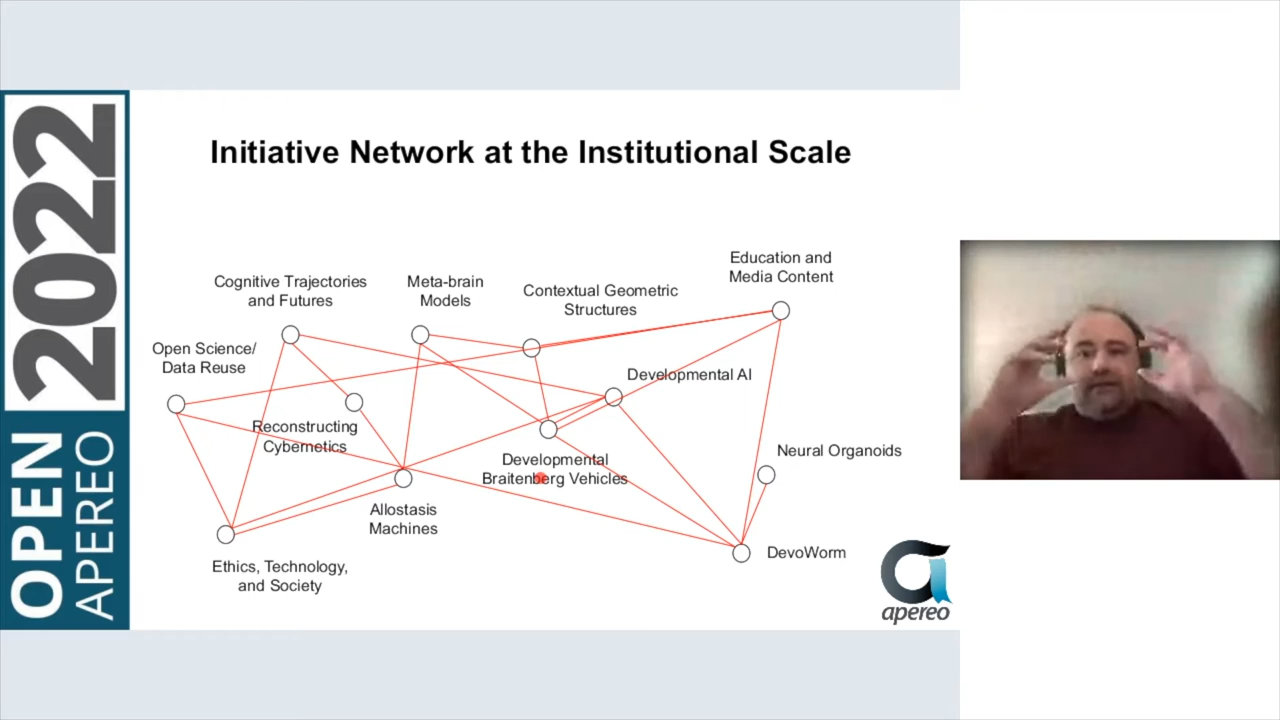 OPEN 2022
APEREO
Initiative Network at the Institutional Scale
Education and
Media Content
Cognitive Trajectories
and Futures
Meta-brain
Models
Contextual Geometric
Structures
Open Science/
Data Reuse
Developmental AI
Reconstructing
Cybernetics
Neural Organoids
Developmental
Braitenberg Vehicles
Allostasis
Machines
DevoWorm
Ethics, Technology,
and Society
apereo